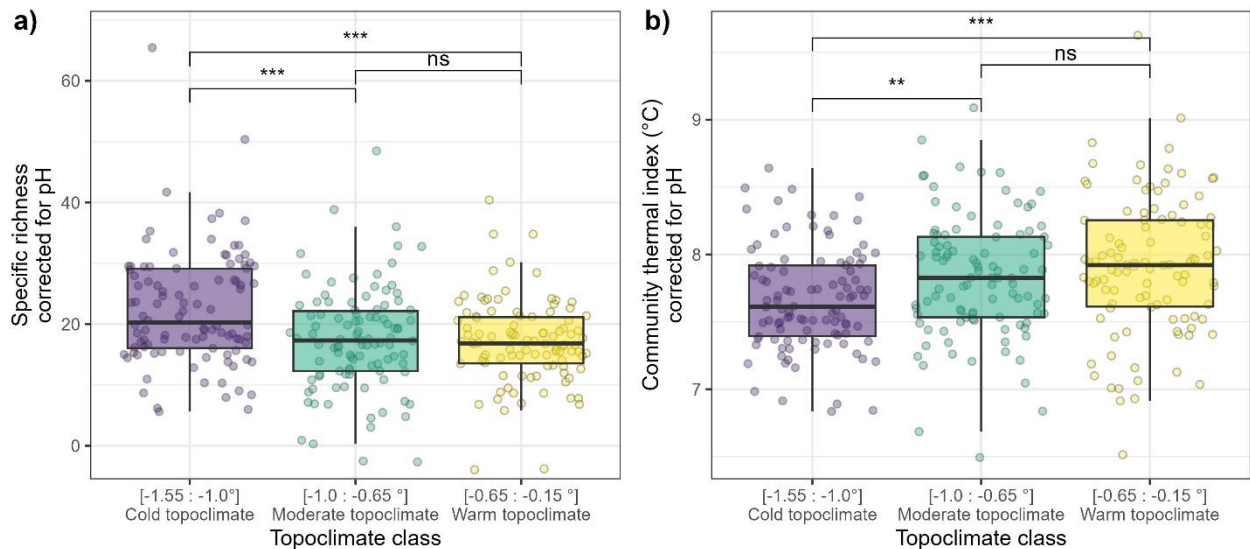 a)
Specific richness
corrected for pH
60
40
20
0
***
***
ns
[-1.55 : -1.0°]
Cold topoclimate
[-1.0 : -0.65 °]
Moderate topoclimate
[-0.65 : -0.15 °]
Warm topoclimate
Topoclimate class
b)
Community thermal index (°C)
corrected for pH
9
8
7
***
ns
**
[-1.55 : -1.0°]
Cold topoclimate
[-1.0 : -0.65 °]
Moderate topoclimate
[-0.65 : -0.15 °]
Warm topoclimate
Topoclimate class